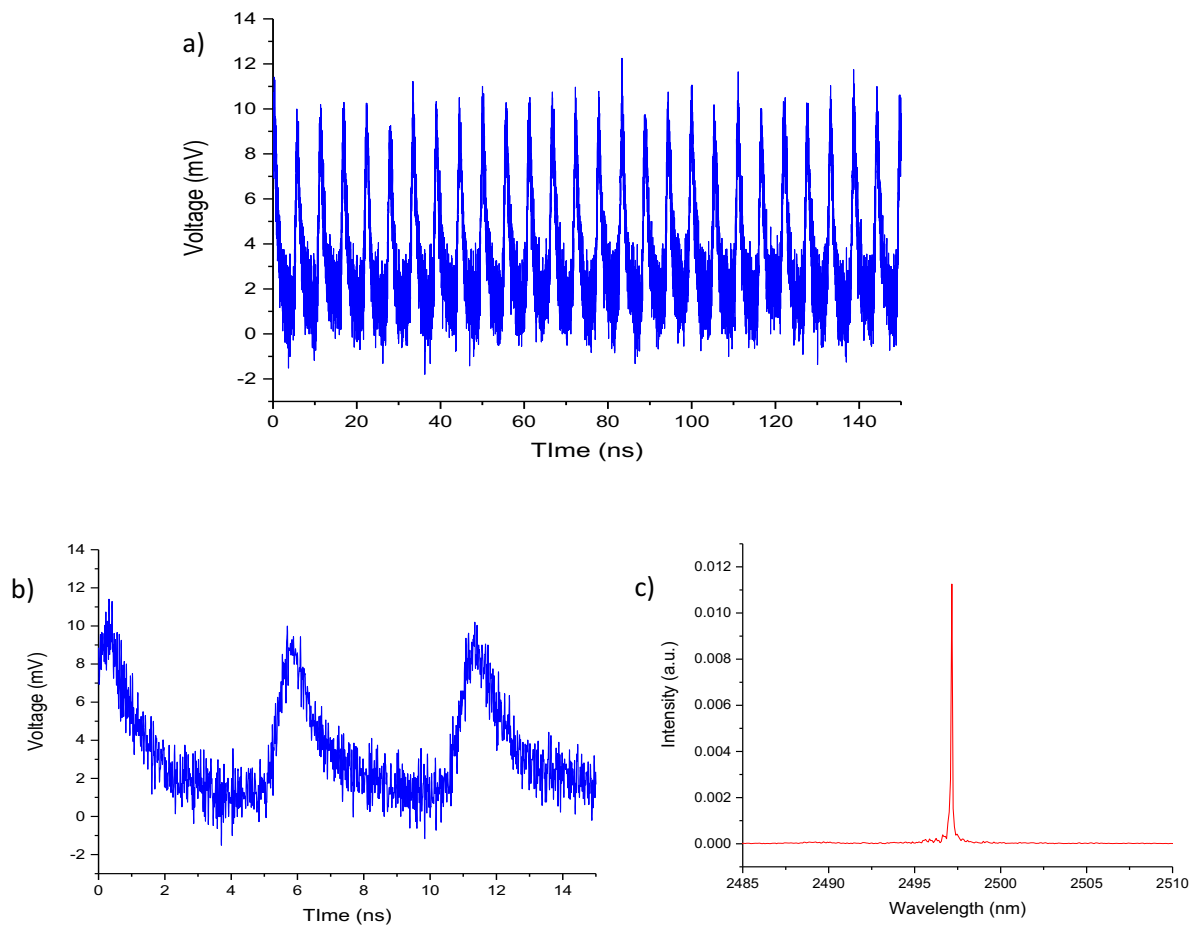 a)
14
12
10
8
6
4
2
0
-2
Voltage (mV)
0 20 40 60 80 100 120 140
TIme (ns)
b)
14
12
10
8
6
4
2
0
-2
Voltage (mV)
0 2 4 6 8 10 12 14
TIme (ns)
c)
0.012
0.010
0.008
0.006
0.004
0.002
0.000
Intensity (a.u.)
2485 2490 2495 2500 2505 2510
Wavelength (nm)